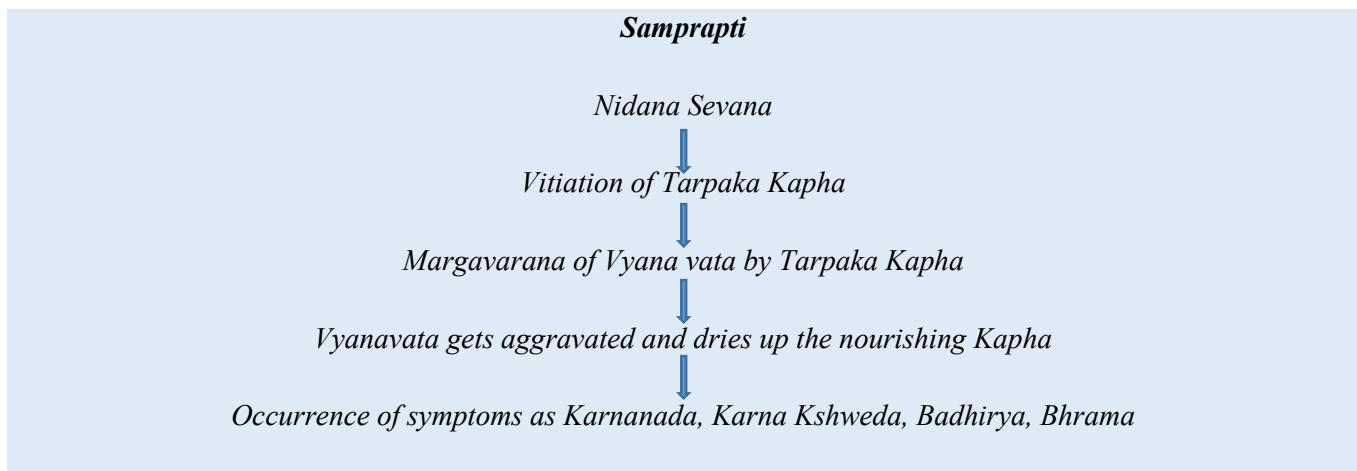 Samprapti
Nidana Sevana
Vitiation of Tarpaka Kapha
Margavarana of Vyana vata by Tarpaka Kapha
Vyanavata gets aggravated and dries up the nourishing Kapha
Occurrence of symptoms as Karnanada, Karna Kshweda, Badhirya, Bhrama